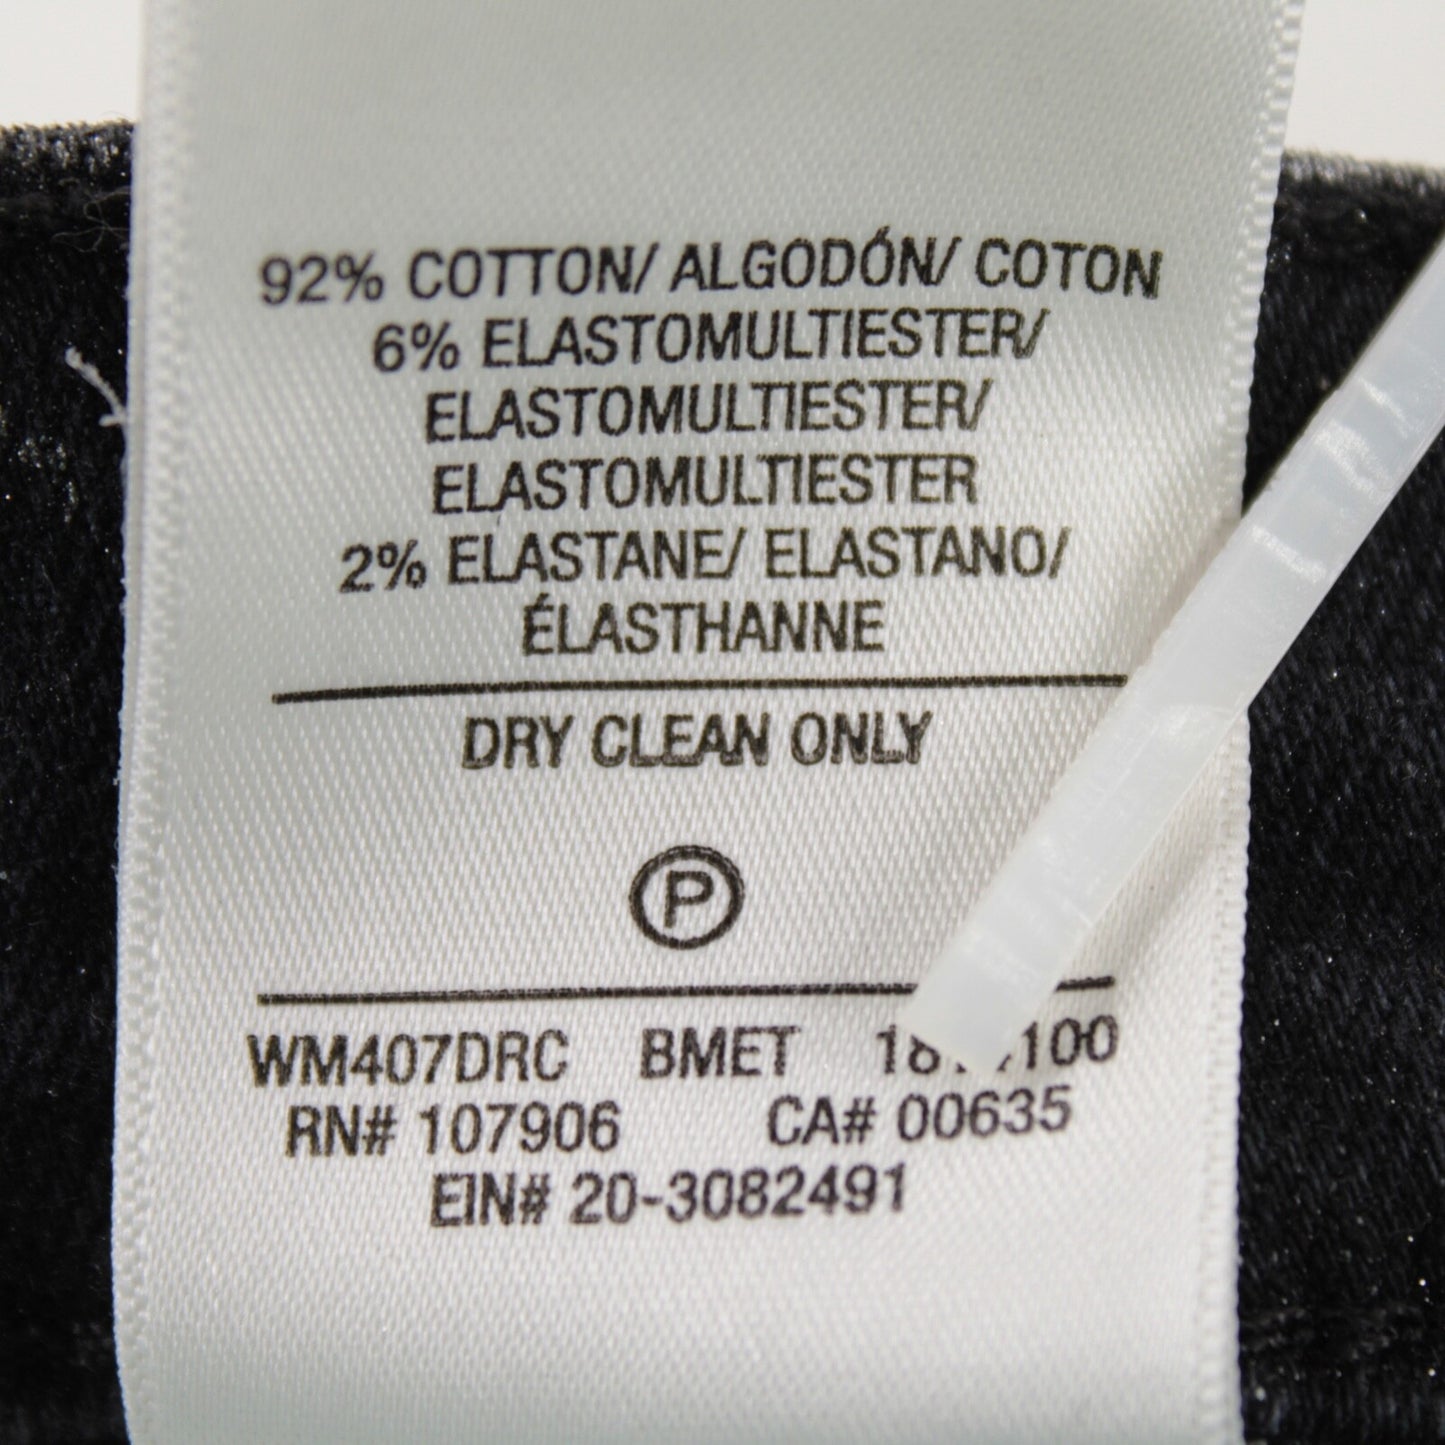 92% COTTON/ ALGODÓN/ COTON
6% ELASTOMULTIESTER/
ELASTOMULTIESTER/
ELASTOMULTIESTER
2% ELASTANE/ ELASTANO/
ÉLASTHANNE
DRY CLEAN ONLY
P
WM407DRC BMET
RN# 107906 CA# 00635
EIN# 20-3082491